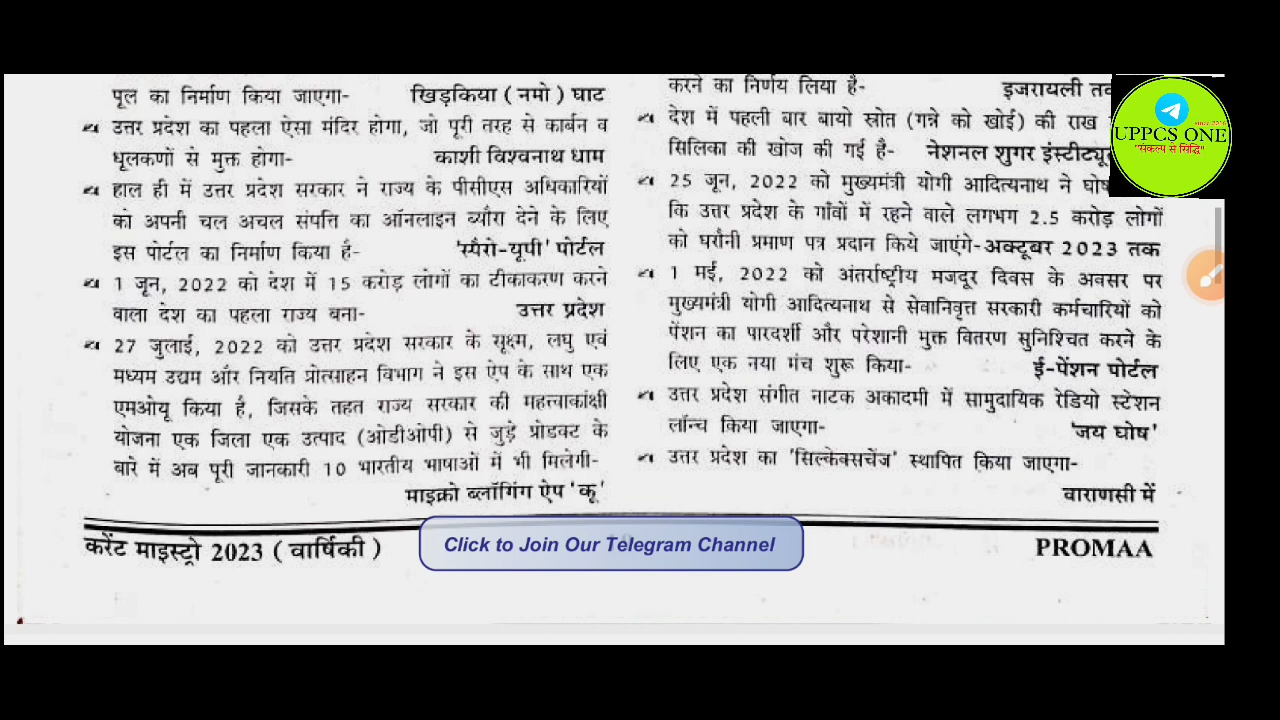 पूल का निर्माण किया जाएगा- खिड़किया ( नमो ) घाट
उत्तर प्रदेश का पहला ऐसा मंदिर होगा, जो पूरी तरह से कार्बन व
धूलकणों से मुक्त होगा- काशी विश्वनाथ धाम
हाल ही में उत्तर प्रदेश सरकार ने राज्य के पीसीएस अधिकारियों
को अपनी चल अचल संपत्ति का ऑनलाइन ब्यौरा देने के लिए
इस पोर्टल का निर्माण किया है- 'स्पैरो-यूपी' पोर्टल
1 जून, 2022 को देश में 15 करोड़ लोगों का टीकाकरण करने
वाला देश का पहला राज्य बना- उत्तर प्रदेश
27 जुलाई, 2022 को उत्तर प्रदेश सरकार के सूक्ष्म, लघु एवं
मध्यम उद्यम और नियति प्रोत्साहन विभाग ने इस ऐप के साथ एक
एमओयू किया है, जिसके तहत राज्य सरकार की महत्त्वाकांक्षी
योजना एक जिला एक उत्पाद (ओडीओपी) से जुड़े प्रोडक्ट के
बारे में अब पूरी जानकारी 10 भारतीय भाषाओं में भी मिलेगी-
माइक्रो ब्लॉगिंग ऐप 'कू'
करने का निर्णय लिया है- इजरायली
देश में पहली बार बायो स्रोत (गन्ने को खोई) की राख
सिलिका की खोज की गई है- नेशनल शुगर
25 जून, 2022 को मुख्यमंत्री योगी आदित्यनाथ ने
कि उत्तर प्रदेश के गाँवों में रहने वाले लगभग 2.5 करोड़ लोगों
को घरौनी प्रमाण पत्र प्रदान किये जाएंगे-अक्टूबर 2023 तक
1 मई, 2022 को अंतर्राष्ट्रीय मजदूर दिवस के अवसर पर
मुख्यमंत्री योगी आदित्यनाथ से सेवानिवृत्त सरकारी कर्मचारियों को
पेंशन का पारदर्शी और परेशानी भुक्त वितरण सुनिश्चित करने के
लिए एक नया मंच शुरू किया- ई-पेंशन पोर्टल
उत्तर प्रदेश संगीत नाटक अकादमी में सामुदायिक रेडियो स्टेशन
लॉन्च किया जाएगा- 'जय घोष'
उत्तर प्रदेश का 'सिल्केक्सचेंज' स्थापित किया जाएगा-
वाराणसी में
UPPCS ONE
"संकल्प से सिद्धि"
करेंट माइस्ट्रो 2023 ( वार्षिकी )
Click to Join Our Telegram Channel
PROMAA